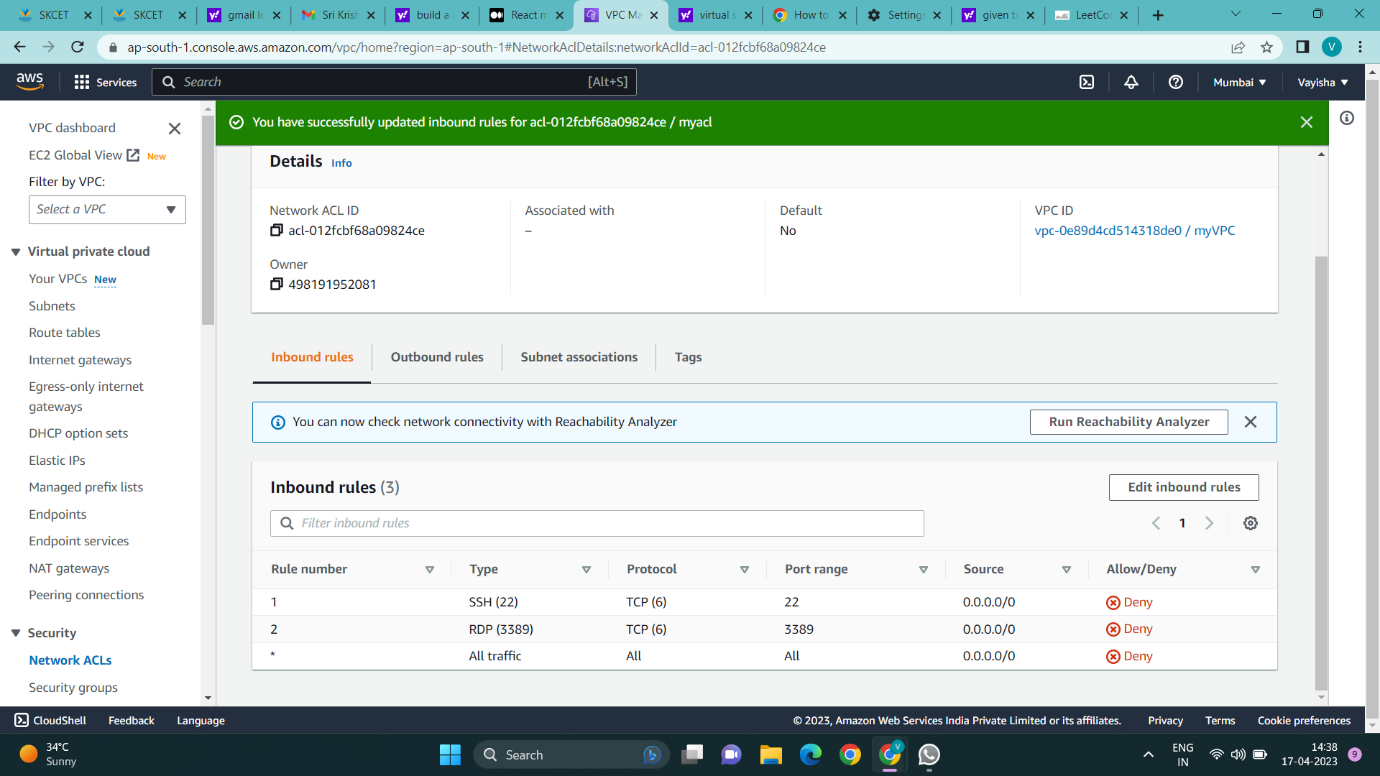 SKCET
SKCET
gmail lo
Sri Krish
build a r
React m
VPC Ma
virtual s
How to
Settings
given tw
LeetCo
ap-south-1.console.aws.amazon.com/vpc/home?region=ap-south-1#NetworkAclDetails:networkAclId=acl-012fcbf68a09824ce
V
aws
Services
Search
[Alt+S]
Mumbai
Vayisha
VPC dashboard
EC2 Global View New
Filter by VPC:
Select a VPC
Virtual private cloud
Your VPCs New
Subnets
Route tables
Internet gateways
Egress-only internet
gateways
DHCP option sets
Elastic IPs
Managed prefix lists
Endpoints
Endpoint services
NAT gateways
Peering connections
Security
Network ACLs
Security groups
You have successfully updated inbound rules for acl-012fcbf68a09824ce / myacl
Details Info
Network ACL ID
acl-012fcbf68a09824ce
Associated with
–
Default
No
VPC ID
vpc-0e89d4cd514318de0 / myVPC
Owner
498191952081
Inbound rules
Outbound rules
Subnet associations
Tags
You can now check network connectivity with Reachability Analyzer
Run Reachability Analyzer
Inbound rules (3)
Edit inbound rules
Filter inbound rules
1
Rule number Type Protocol Port range Source Allow/Deny
1 SSH (22) TCP (6) 22 0.0.0.0/0 Deny
2 RDP (3389) TCP (6) 3389 0.0.0.0/0 Deny
* All traffic All All 0.0.0.0/0 Deny
CloudShell Feedback Language
© 2023, Amazon Web Services India Private Limited or its affiliates. Privacy Terms Cookie preferences
34°C
Sunny
Search
V
ENG
IN
14:38
17-04-2023
9